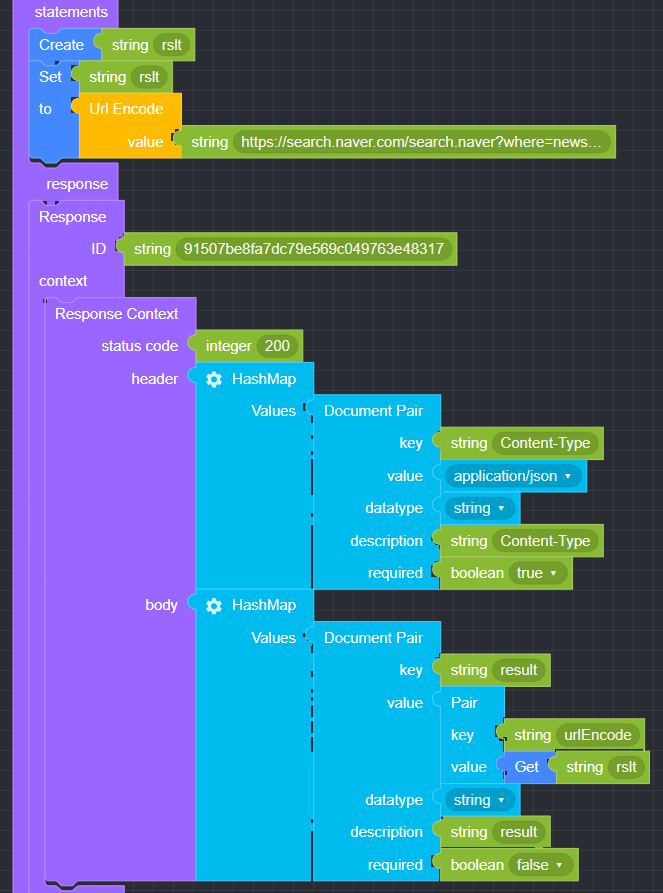 statements
Create string rslt
Set string rslt
to Url Encode
value string https://search.naver.com/search.naver?where=news...
response
Response
ID string 91507be8fa7dc79e569c049763e48317
context
Response Context
status code integer 200
header HashMap
Values Document Pair
key string Content-Type
value application/json
datatype string
description string Content-Type
required boolean true
body HashMap
Values Document Pair
key string result
value Pair
key string urlEncode
value Get string rslt
datatype string
description string result
required boolean false